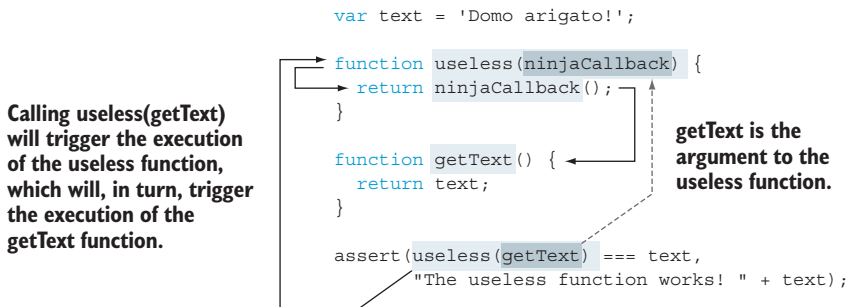 var text = 'Domo arigato!';
function useless(ninjaCallback) {
return ninjaCallback();
}
Calling useless(getText)
will trigger the execution
of the useless function,
which will, in turn, trigger
the execution of the
getText function.
getText is the
argument to the
useless function.
function getText() {
return text;
}
assert(useless(getText) === text,
"The useless function works! " + text);